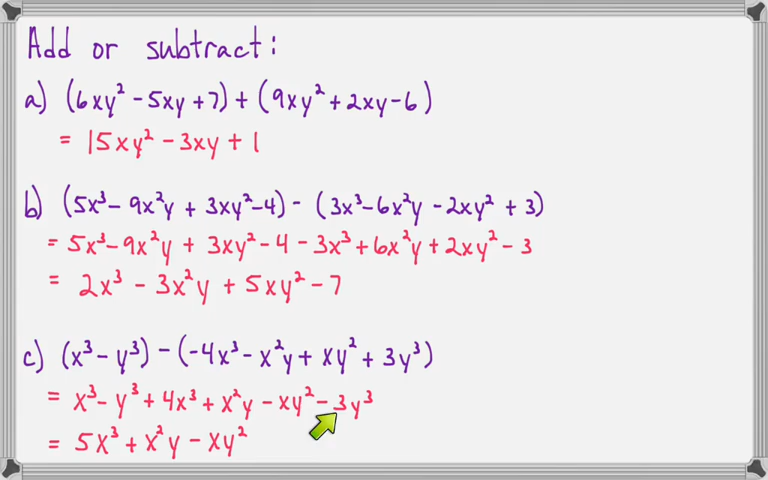 Add or subtract:
a) (6xy² - 5xy + 7) + (9xy² + 2xy - 6)
= 15xy² - 3xy + 1
b) (5x³ - 9x²y + 3xy² - 4) - (3x³ - 6x²y - 2xy² + 3)
= 5x³ - 9x²y + 3xy² - 4 - 3x³ + 6x²y + 2xy² - 3
= 2x³ - 3x²y + 5xy² - 7
c) (x³ - y³) - (-4x³ - x²y + xy² + 3y³)
= x³ - y³ + 4x³ + x²y - xy² - 3y³
= 5x³ + x²y - xy²